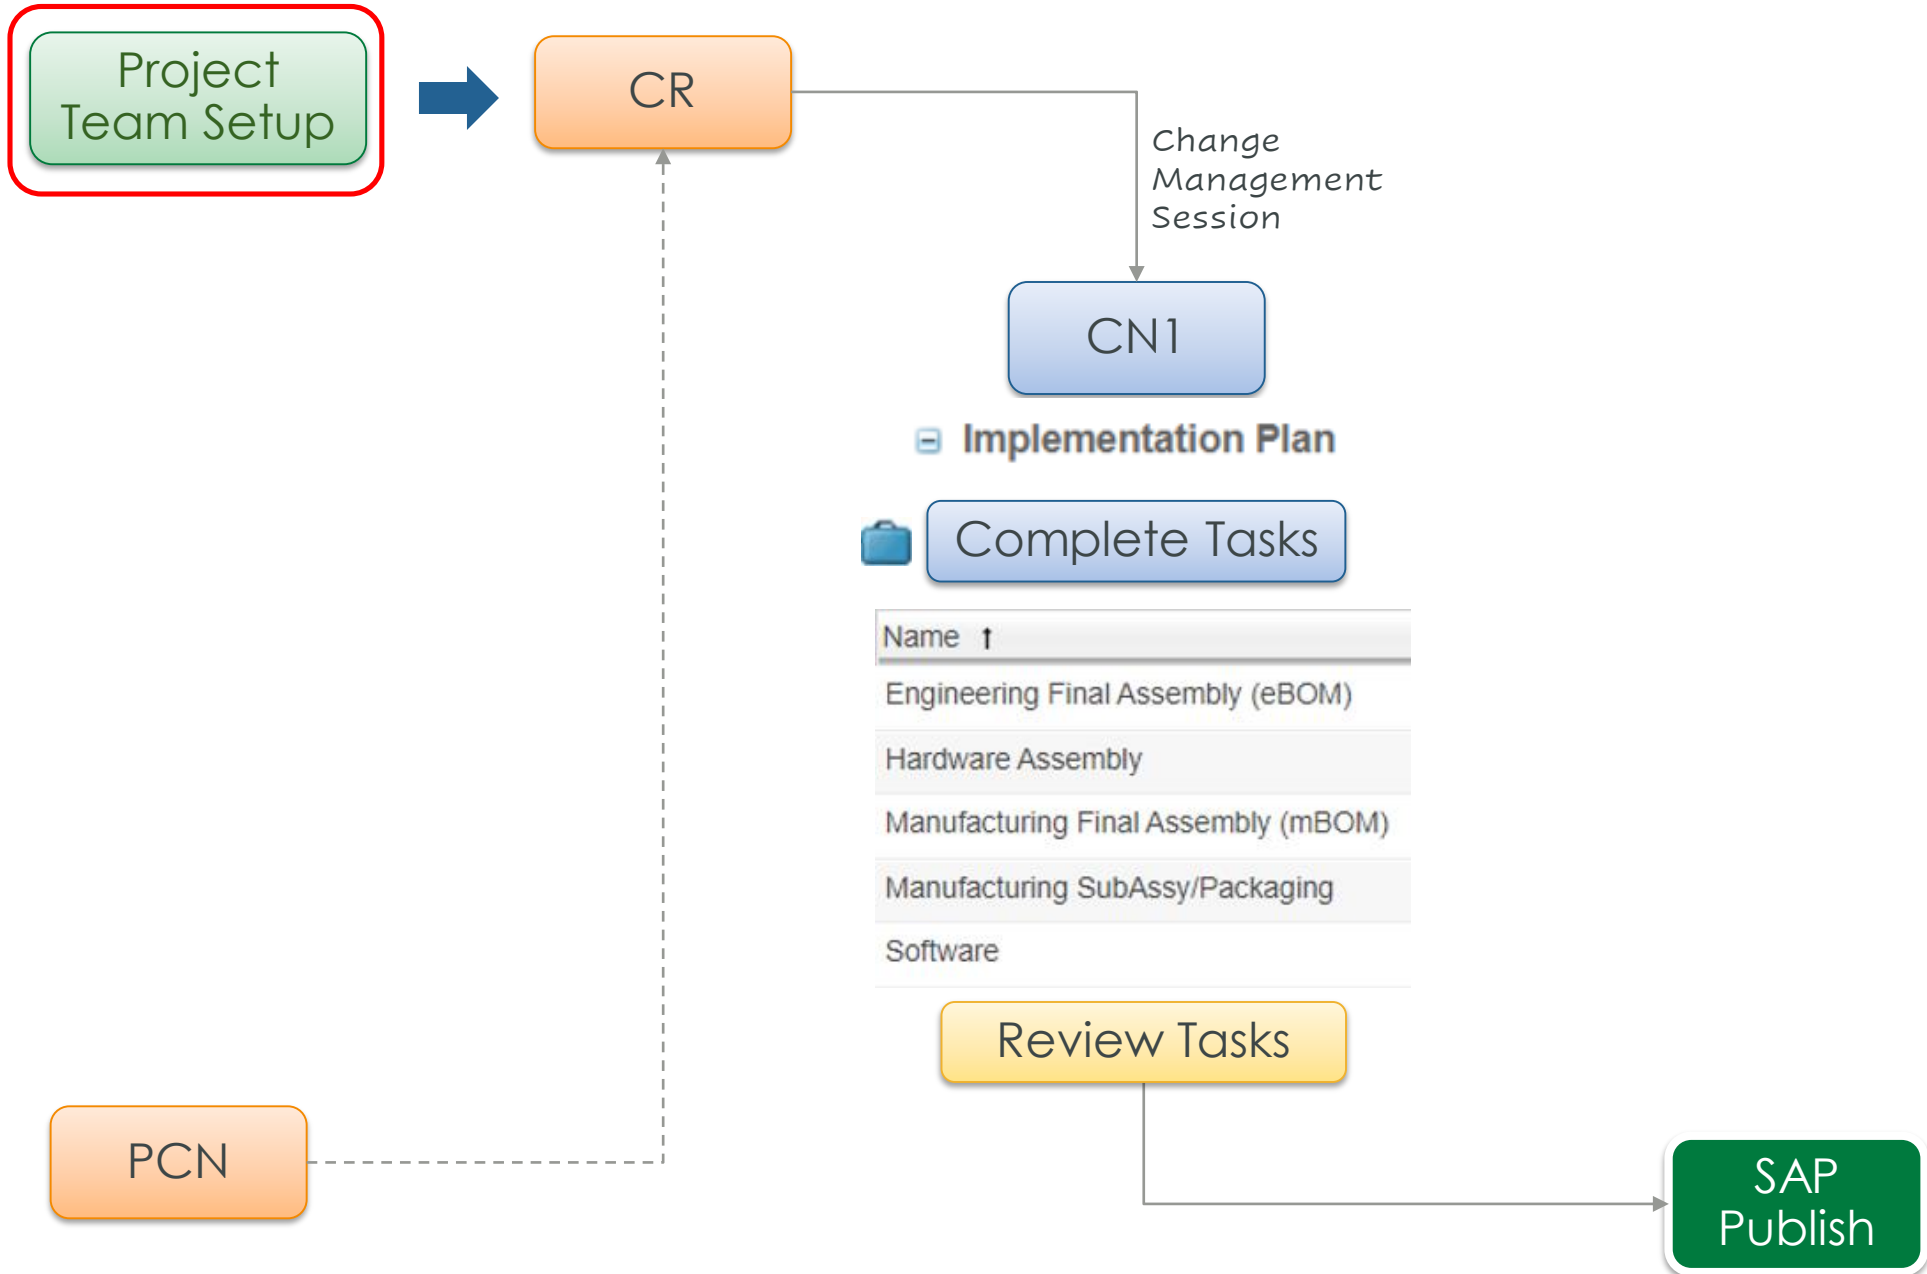 Project
Team Setup
CR
Change
Management
Session
CN1
Implementation Plan
Complete Tasks
Name ↑
Engineering Final Assembly (eBOM)
Hardware Assembly
Manufacturing Final Assembly (mBOM)
Manufacturing SubAssy/Packaging
Software
Review Tasks
PCN
SAP
Publish